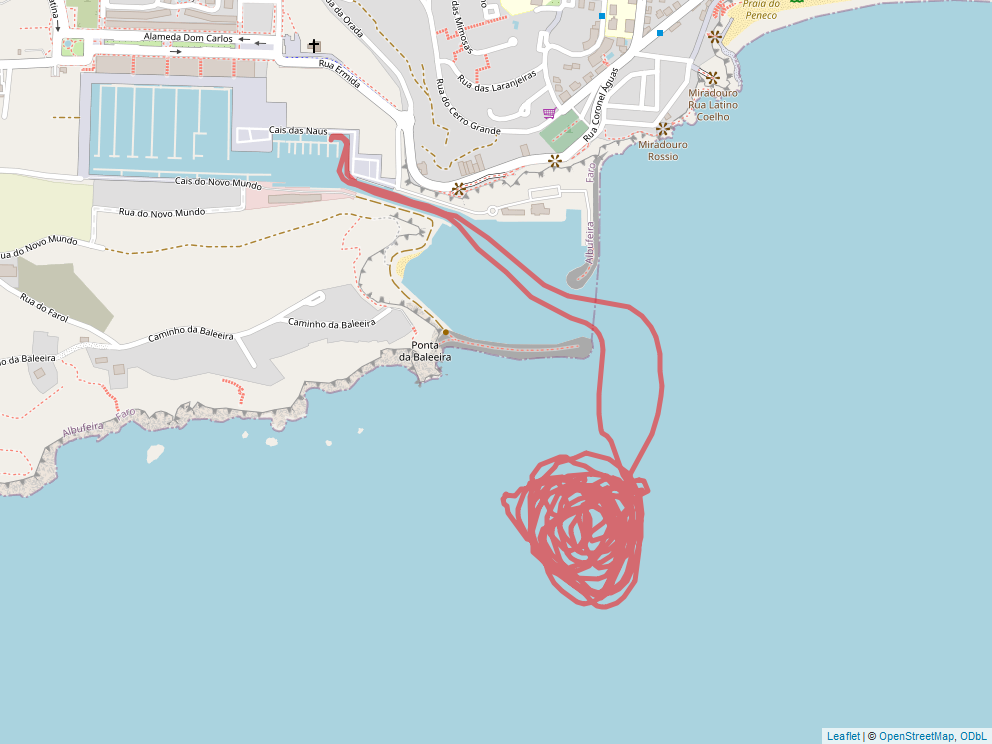 Praia do
Peneco
Rua da Orada
das Mimosas
Alameda Dom Carlos
Rua Ermida
Rua das Laranjeiras
Rua do Cerro Grande
Rua Coronel Águas
Miradouro
Rua Latino
Coelho
Miradouro
Rossio
Cais das Naus
Cais do Novo Mundo
Rua do Novo Mundo
Rua do Novo Mundo
Faro
Albufeira
Rua do Farol
Caminho da Baleeira
Caminho da Baleeira
da Baleeira
Ponta
da Baleeira
Albufeira
Faro
Leaflet | © OpenStreetMap, ODbL